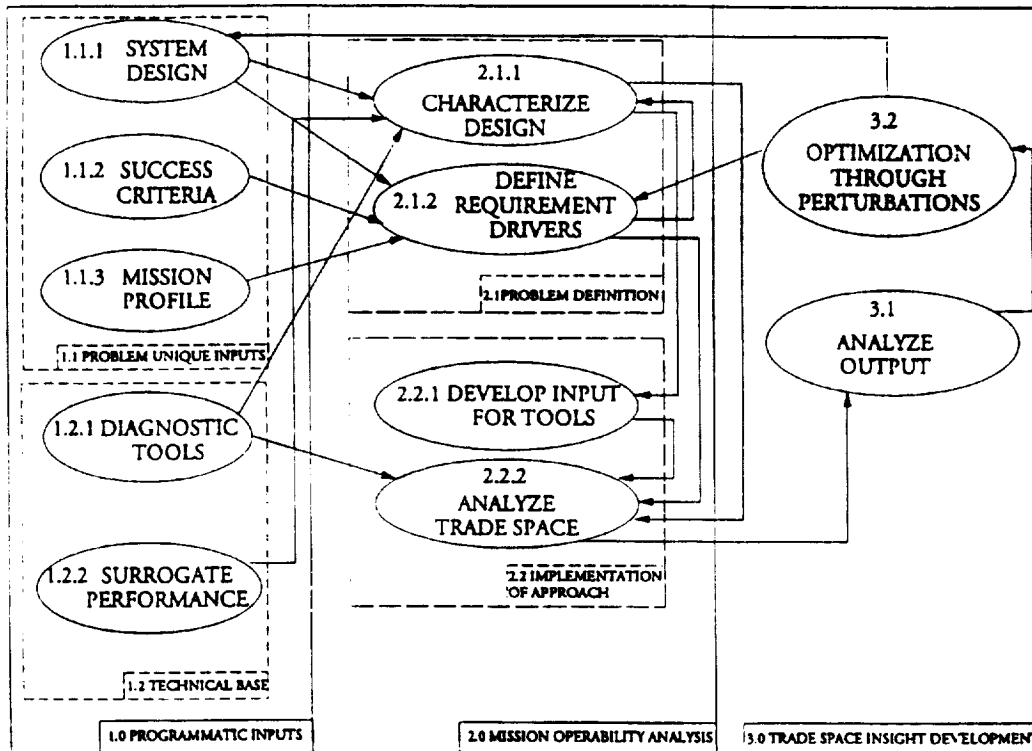 1.1.1 SYSTEM
DESIGN
1.1.2 SUCCESS
CRITERIA
1.1.3 MISSION
PROFILE
1.1 PROBLEM UNIQUE INPUTS
1.2.1 DIAGNOSTIC
TOOLS
1.2.2 SURROGATE
PERFORMANCE
1.2 TECHNICAL BASE
1.0 PROGRAMMATIC INPUTS
2.1.1
CHARACTERIZE
DESIGN
DEFINE
2.1.2 REQUIREMENT
DRIVERS
2.1 PROBLEM DEFINITION
2.2.1 DEVELOP INPUT
FOR TOOLS
2.2.2
ANALYZE
TRADE SPACE
2.2 IMPLEMENTATION
OF APPROACH
2.0 MISSION OPERABILITY ANALYSIS
3.2
OPTIMIZATION
THROUGH
PERTURBATIONS
3.1
ANALYZE
OUTPUT
3.0 TRADE SPACE INSIGHT DEVELOPMENT